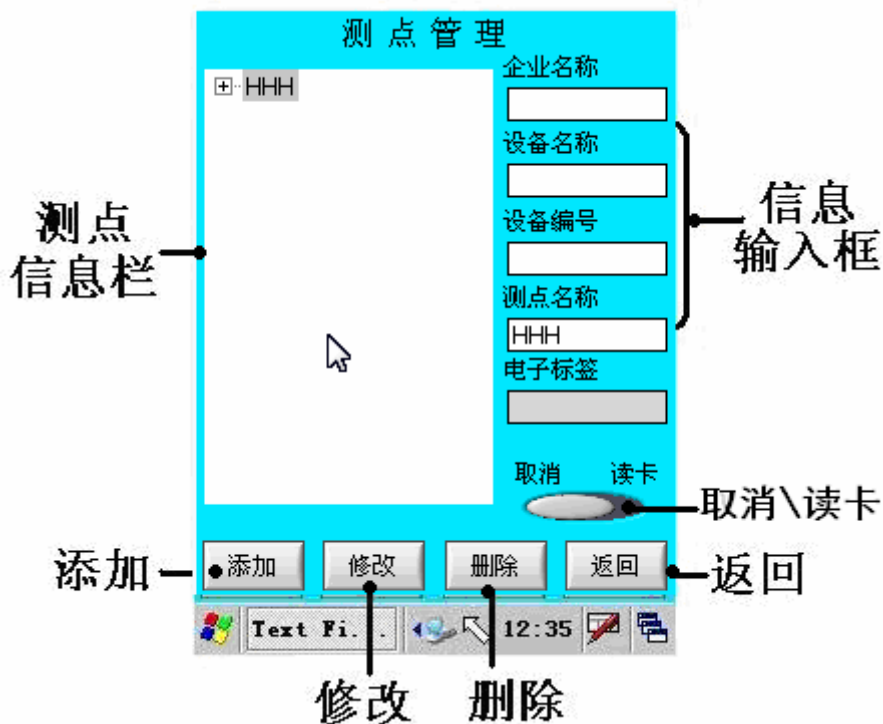 测点管理
HHH
企业名称
设备名称
设备编号
测点名称
HHH
电子标签
取消 读卡
测点
信息栏
信息
输入框
取消\读卡
添加
添加
修改
删除
返回
返回
Text Fi...
12:35
修改
删除